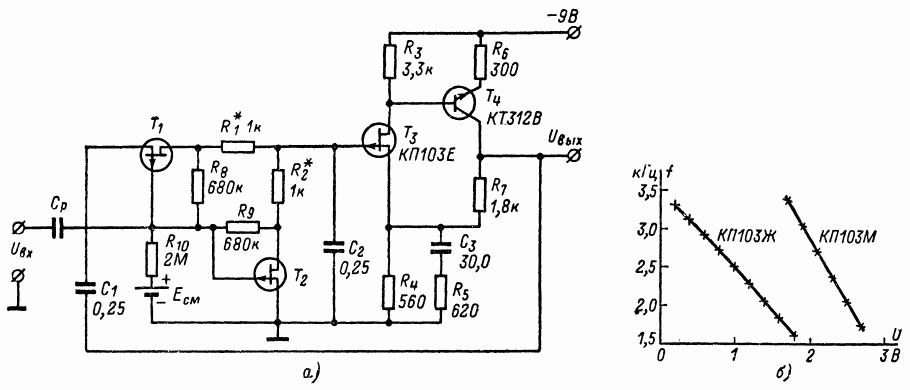 -9В
R3
3,3к
R6
300
T4
КТ312В
T1
R1* 1к
T3
КП103Е
Uвых
R8
680к
R2*
1к
R7
1,8к
Cр
R9
680к
Uвх
R10
2М
+
Eсм
-
T2
C2
0,25
C3
30,0
C1
0,25
R4
560
R5
620
а)
кГц f
3,5
3,0
2,5
2,0
1,5
КП103Ж
КП103М
U
0
1
2
3 В
б)